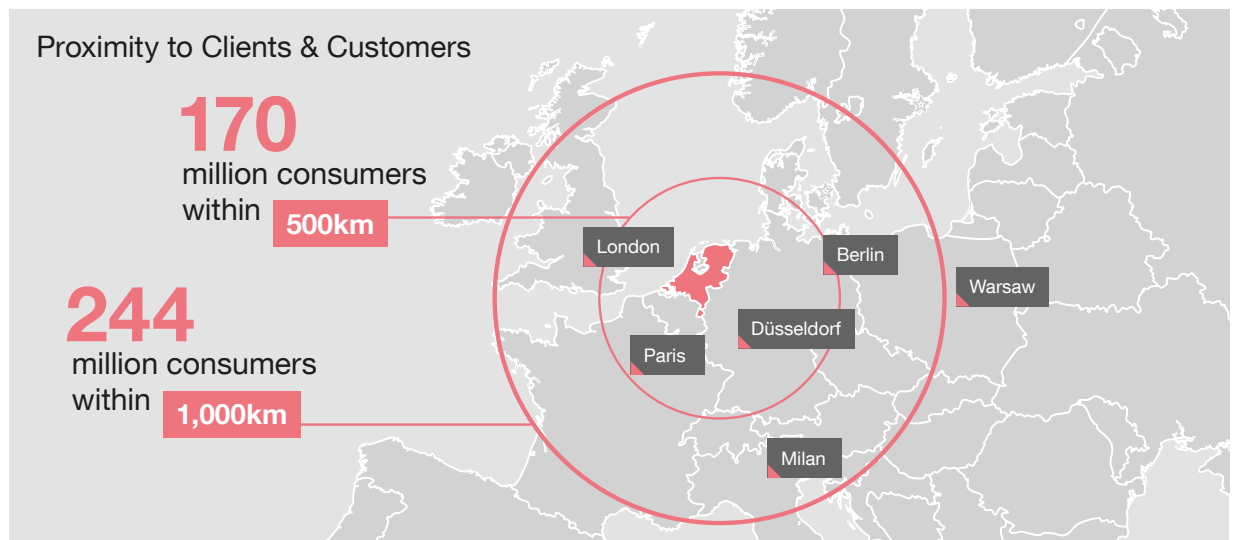 Proximity to Clients & Customers
170
million consumers
within 500km
244
million consumers
within 1,000km
London
Berlin
Warsaw
Düsseldorf
Paris
Milan